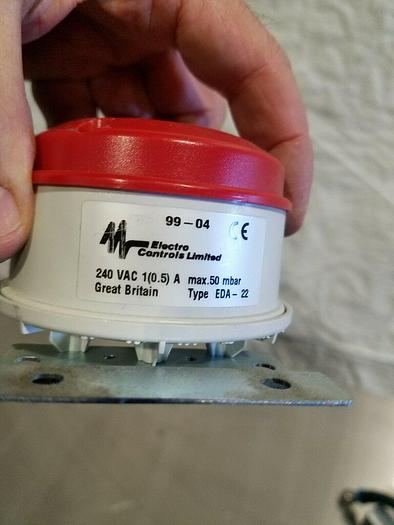 99-04
CE
Electro
Controls Limited
240 VAC 1(0.5) A max.50 mbar
Great Britain Type EDA-22